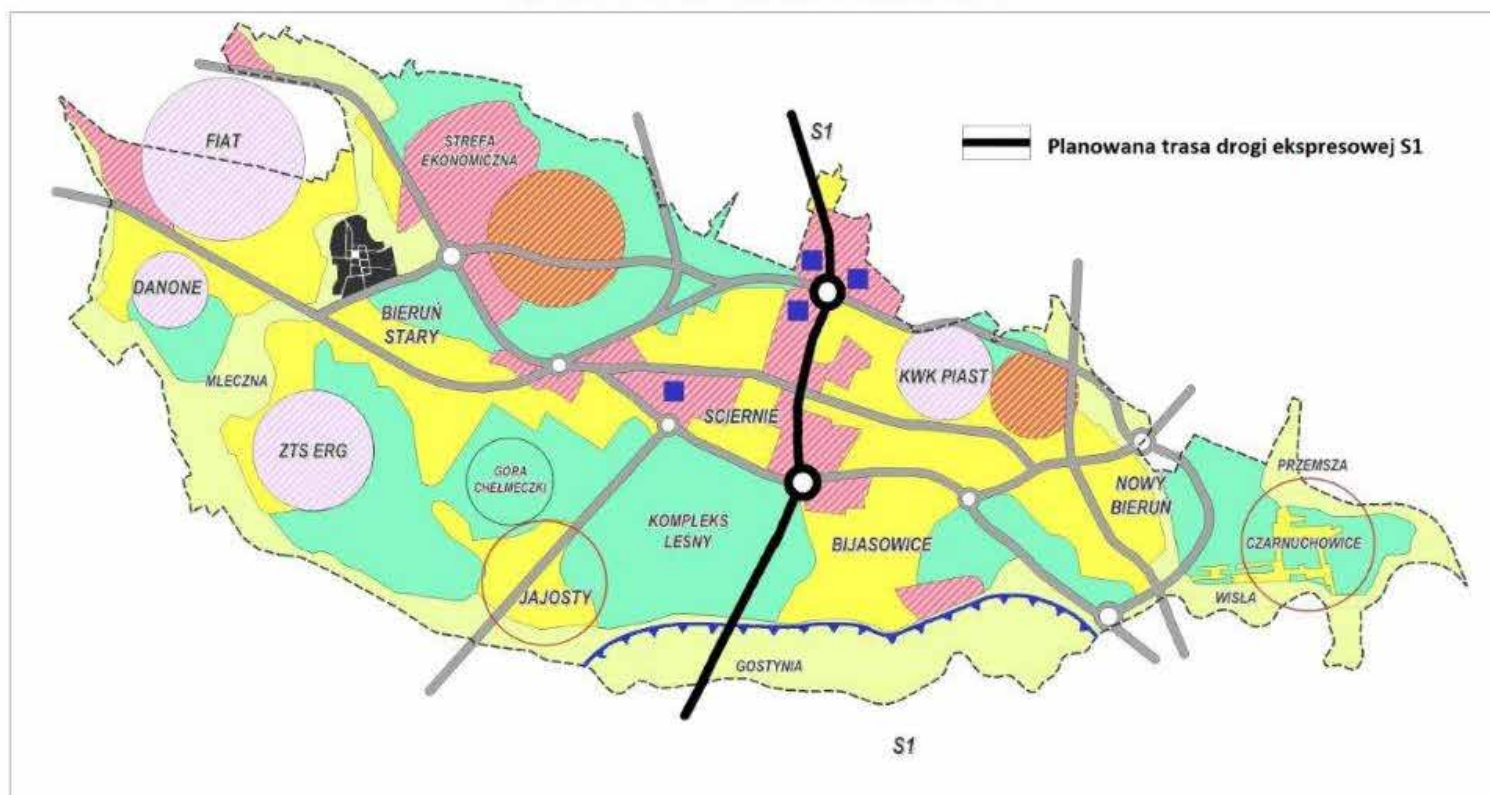 S1
Planowana trasa drogi ekspresowej S1
FIAT
STREFA
EKONOMICZNA
DANONE
BIERUŃ
STARY
MLECZNA
KWK PIAST
SCIERNIE
ZTS ERG
GÓRA
CHEŁMECZKI
PRZEMSZA
NOWY
BIERUŃ
KOMPLEKS
LEŚNY
BIJASOWICE
CZARNUCHOWICE
JAJOSTY
WISŁA
GOSTYNIA
S1